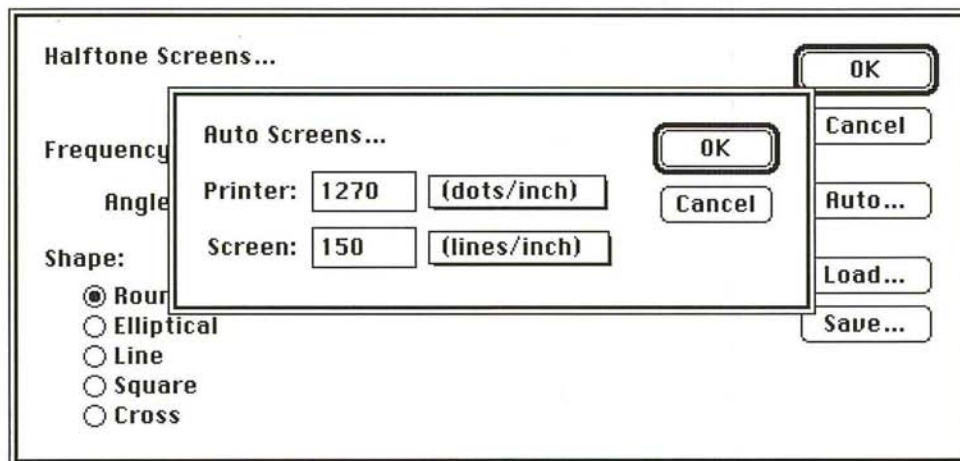 Halftone Screens...
OK
Cancel
Frequency
Angle
Auto...
Shape:
Load...
Save...
Roun
Elliptical
Line
Square
Cross
Auto Screens...
OK
Printer: 1270 (dots/inch)
Cancel
Screen: 150 (lines/inch)